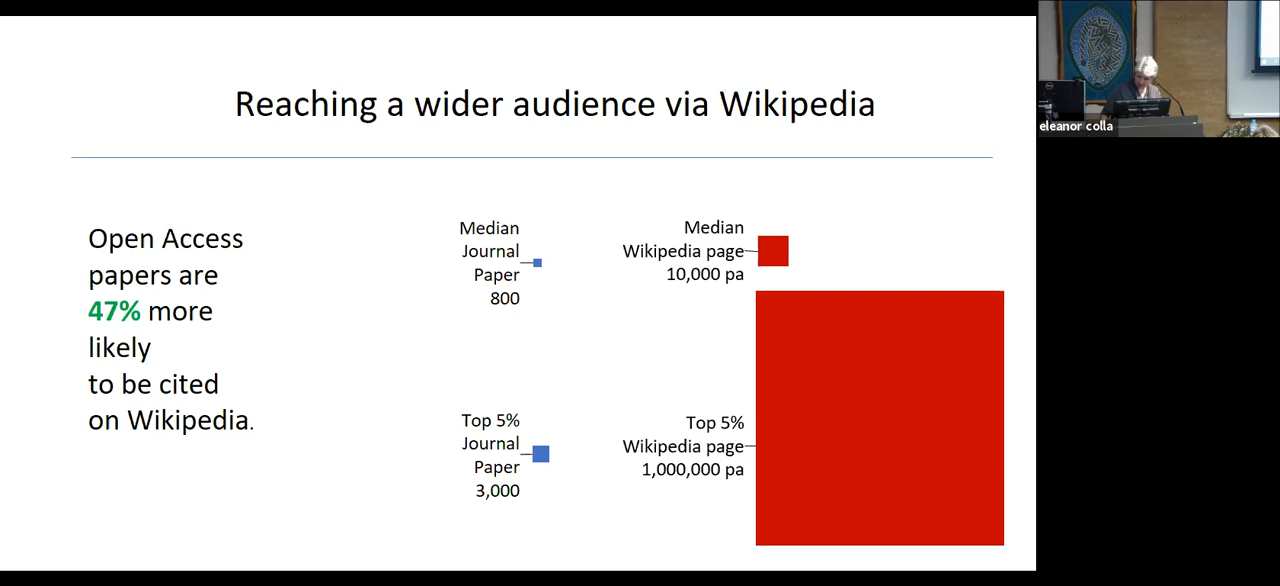 Reaching a wider audience via Wikipedia
Open Access
papers are
47% more
likely
to be cited
on Wikipedia.
Median
Journal
Paper
800
Median
Wikipedia page
10,000 pa
Top 5%
Journal
Paper
3,000
Top 5%
Wikipedia page
1,000,000 pa
eleanor colla